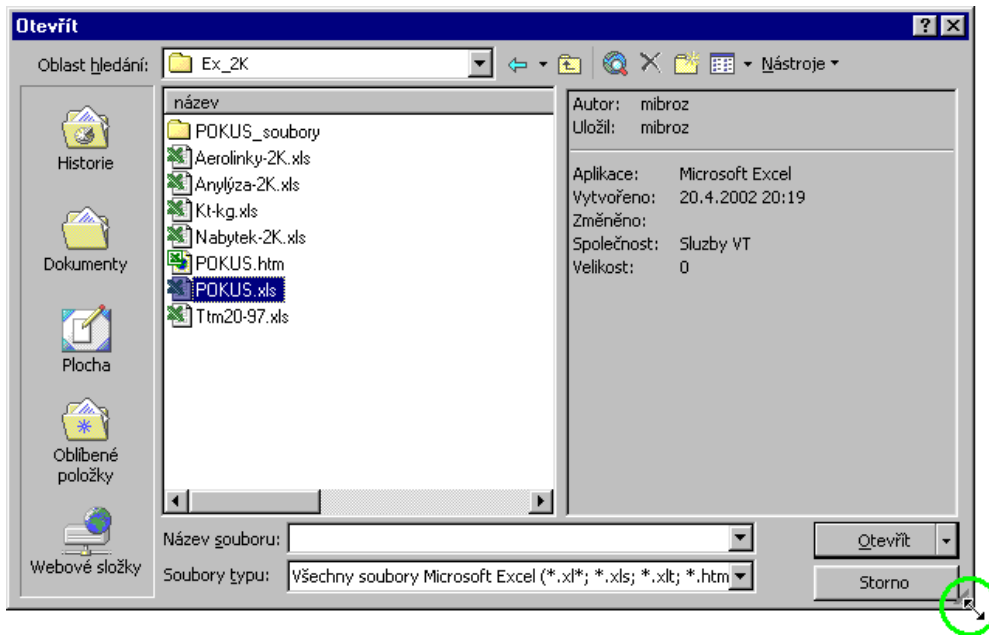 Otevřít
Oblast hledání: Ex_2K Nástroje
Historie
Dokumenty
Plocha
Oblíbené
položky
Webové složky
název
POKUS_soubory
Aerolinky-2K.xls
Anylýza-2K.xls
Kt-kg.xls
Nabytek-2K.xls
POKUS.htm
POKUS.xls
Ttm20-97.xls
Autor: mibroz
Uložil: mibroz
Aplikace: Microsoft Excel
Vytvořeno: 20.4.2002 20:19
Změněno:
Společnost: Sluzby VT
Velikost: 0
Název souboru: Otevřít
Soubory typu: Všechny soubory Microsoft Excel (*.xl*; *.xls; *.xlt; *.htm Storno